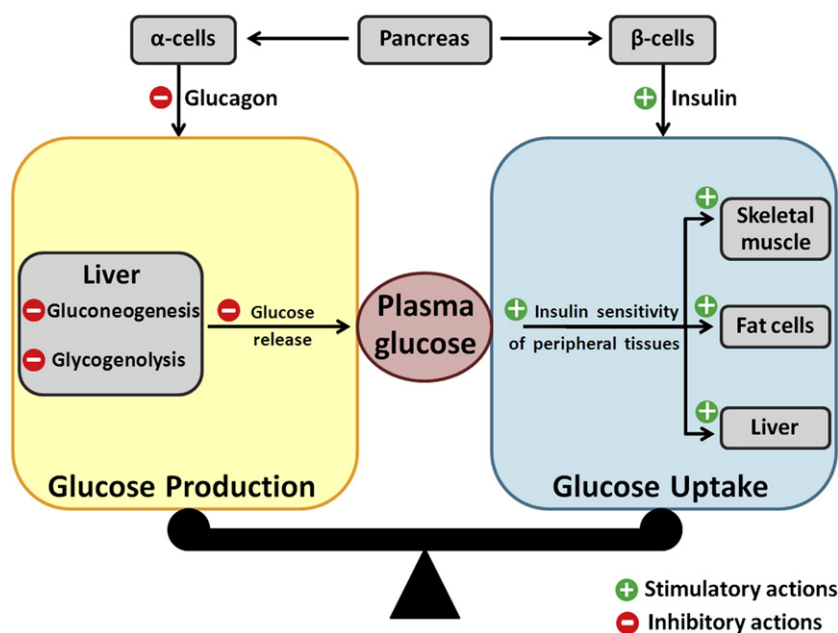 α-cells
Pancreas
β-cells
Glucagon
Insulin
Liver
Gluconeogenesis
Glycogenolysis
Glucose
release
Plasma
glucose
Insulin sensitivity
of peripheral tissues
Skeletal
muscle
Fat cells
Liver
Glucose Production
Glucose Uptake
Stimulatory actions
Inhibitory actions